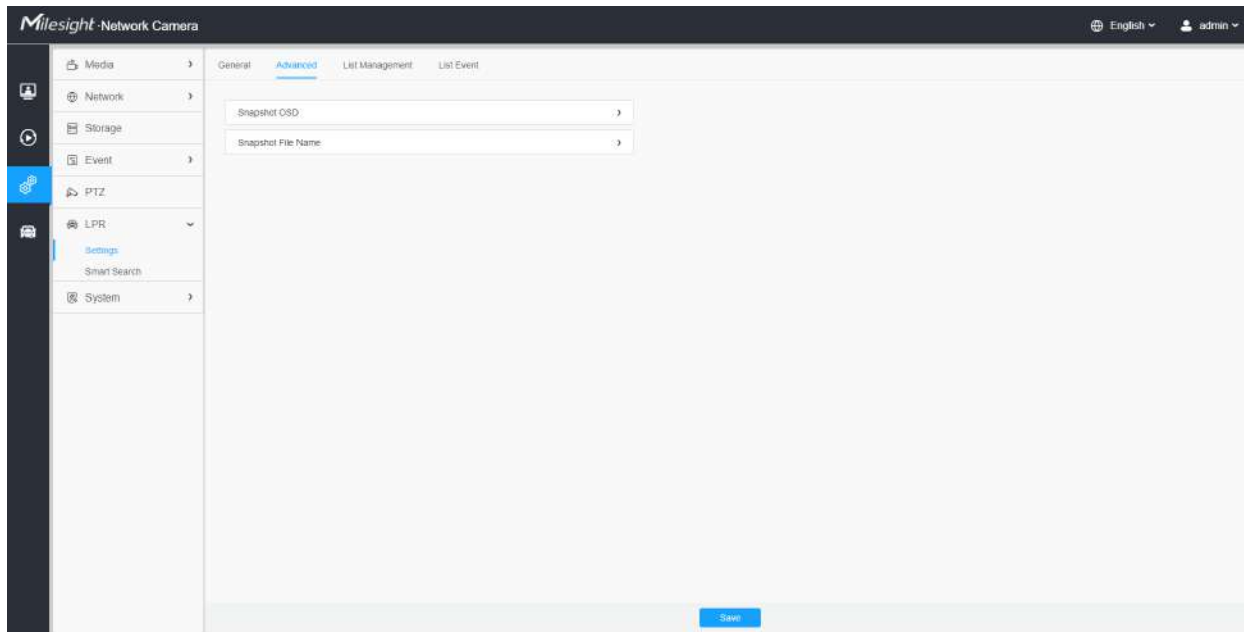 Milesight ·Network Camera
English
admin
Media
Network
Storage
Event
PTZ
LPR
Settings
Smart Search
System
General Advanced List Management List Event
Snapshot OSD
Snapshot File Name
Save